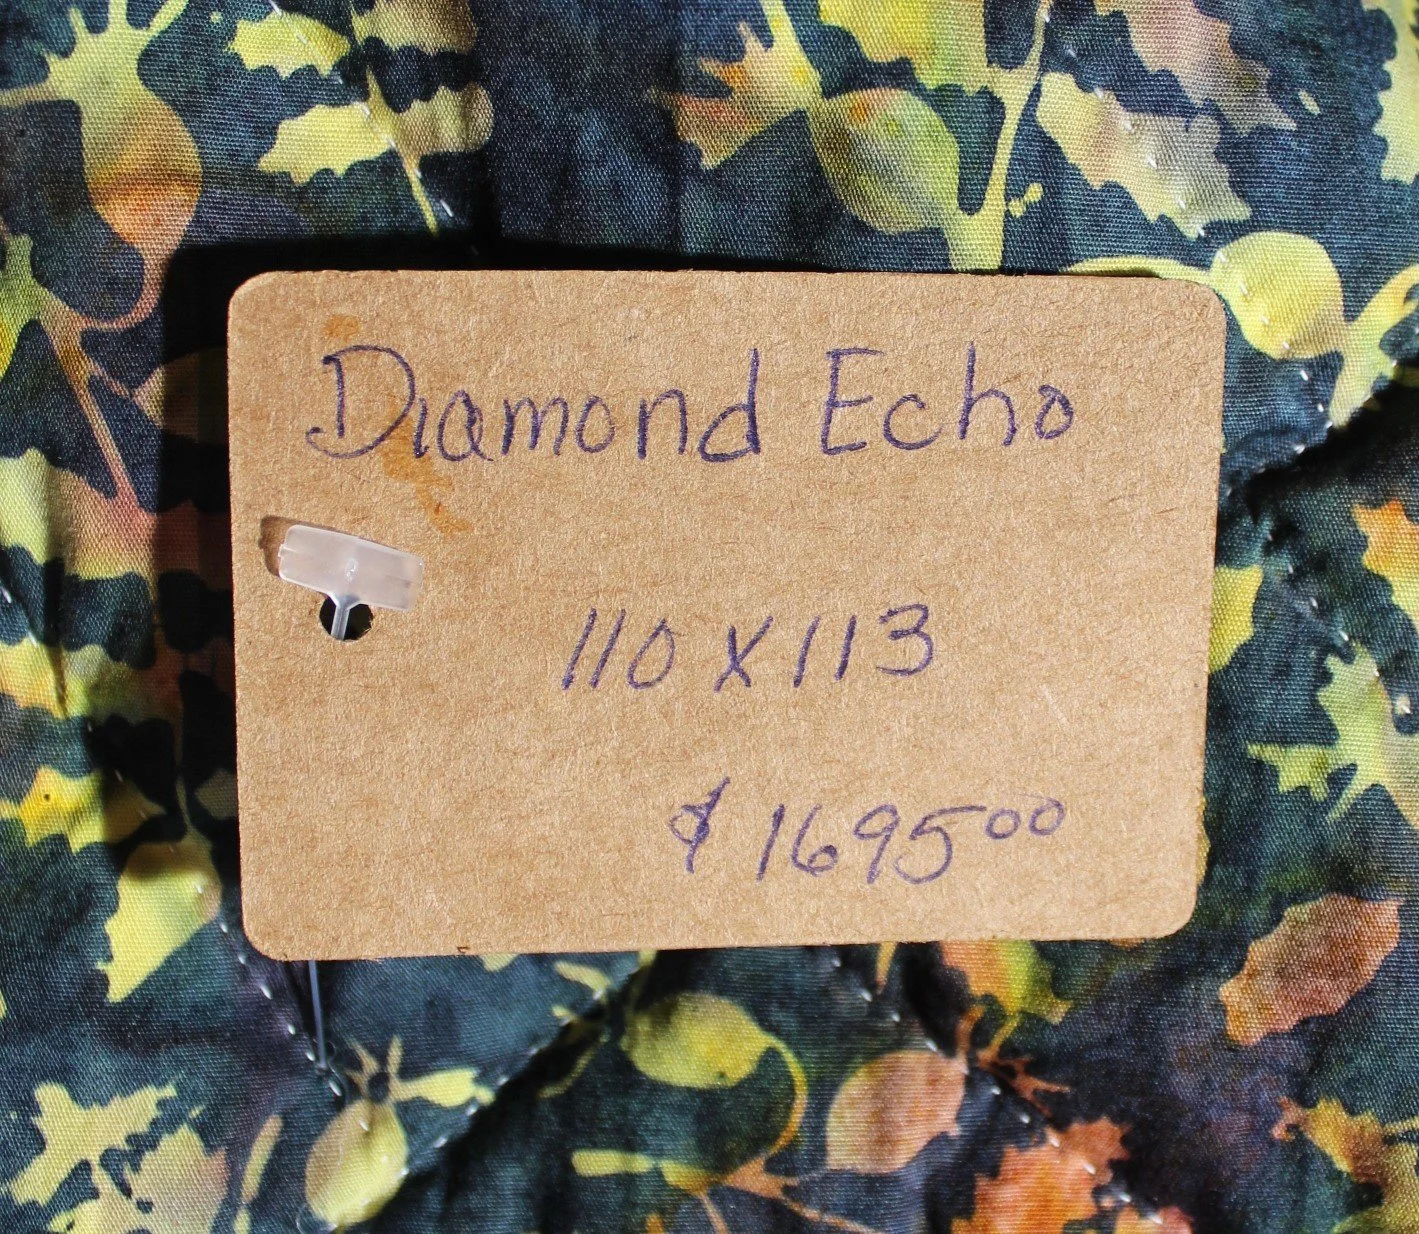 Diamond Echo
110 x 113
$ 1695 00